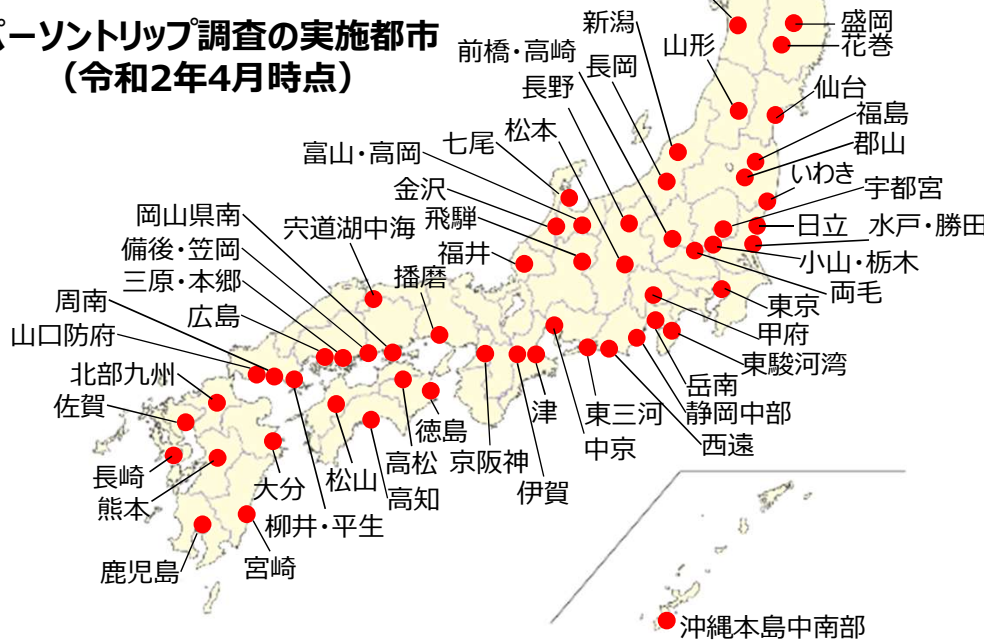 パーソントリップ調査の実施都市
（令和2年4月時点）
盛岡
花巻
新潟
前橋・高崎
長岡
山形
長野
仙台
松本
七尾
福島
富山・高岡
郡山
いわき
金沢
宇都宮
飛騨
岡山県南
宍道湖中海
日立
水戸・勝田
備後・笠岡
福井
播磨
小山・栃木
三原・本郷
両毛
周南
広島
東京
山口防府
甲府
東駿河湾
北部九州
岳南
佐賀
静岡中部
徳島
津
東三河
西遠
中京
長崎
大分
松山
高松
京阪神
伊賀
熊本
高知
柳井・平生
鹿児島
宮崎
沖縄本島中南部